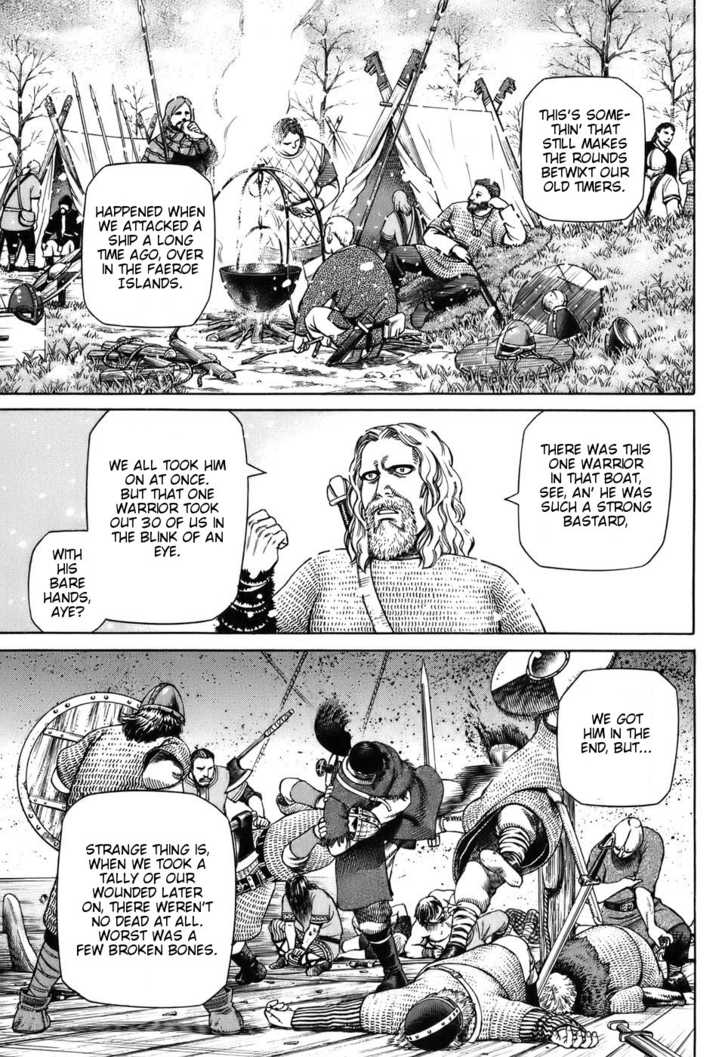 THIS'S SOME-
THIN' THAT
STILL MAKES
THE ROUNDS
BETWIXT OUR
OLD TIMERS.
HAPPENED WHEN
WE ATTACKED A
SHIP A LONG
TIME AGO, OVER
IN THE FAEROE
ISLANDS.
THERE WAS THIS
ONE WARRIOR
IN THAT BOAT,
SEE, AN' HE WAS
SUCH A STRONG
BASTARD,
WE ALL TOOK HIM
ON AT ONCE.
BUT THAT ONE
WARRIOR TOOK
OUT 30 OF US IN
THE BLINK OF AN
EYE.
WITH
HIS
BARE
HANDS,
AYE?
WE GOT
HIM IN THE
END, BUT...
STRANGE THING IS,
WHEN WE TOOK A
TALLY OF OUR
WOUNDED LATER
ON, THERE WEREN'T
NO DEAD AT ALL.
WORST WAS A
FEW BROKEN BONES.